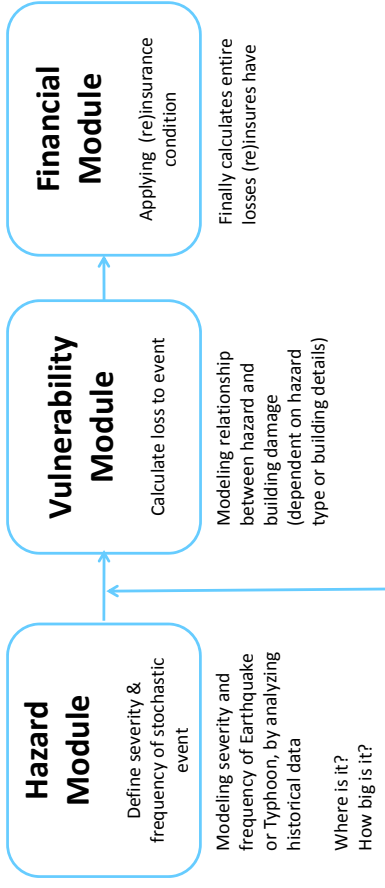 Hazard
Module
Define severity &
frequency of stochastic
event
Modeling severity and
frequency of Earthquake
or Typhoon, by analyzing
historical data
Where is it?
How big is it?
Vulnerability
Module
Calculate loss to event
Modeling relationship
between hazard and
building damage
(dependent on hazard
type or building details)
Financial
Module
Applying (re)insurance
condition
Finally calculates entire
losses (re)insures have